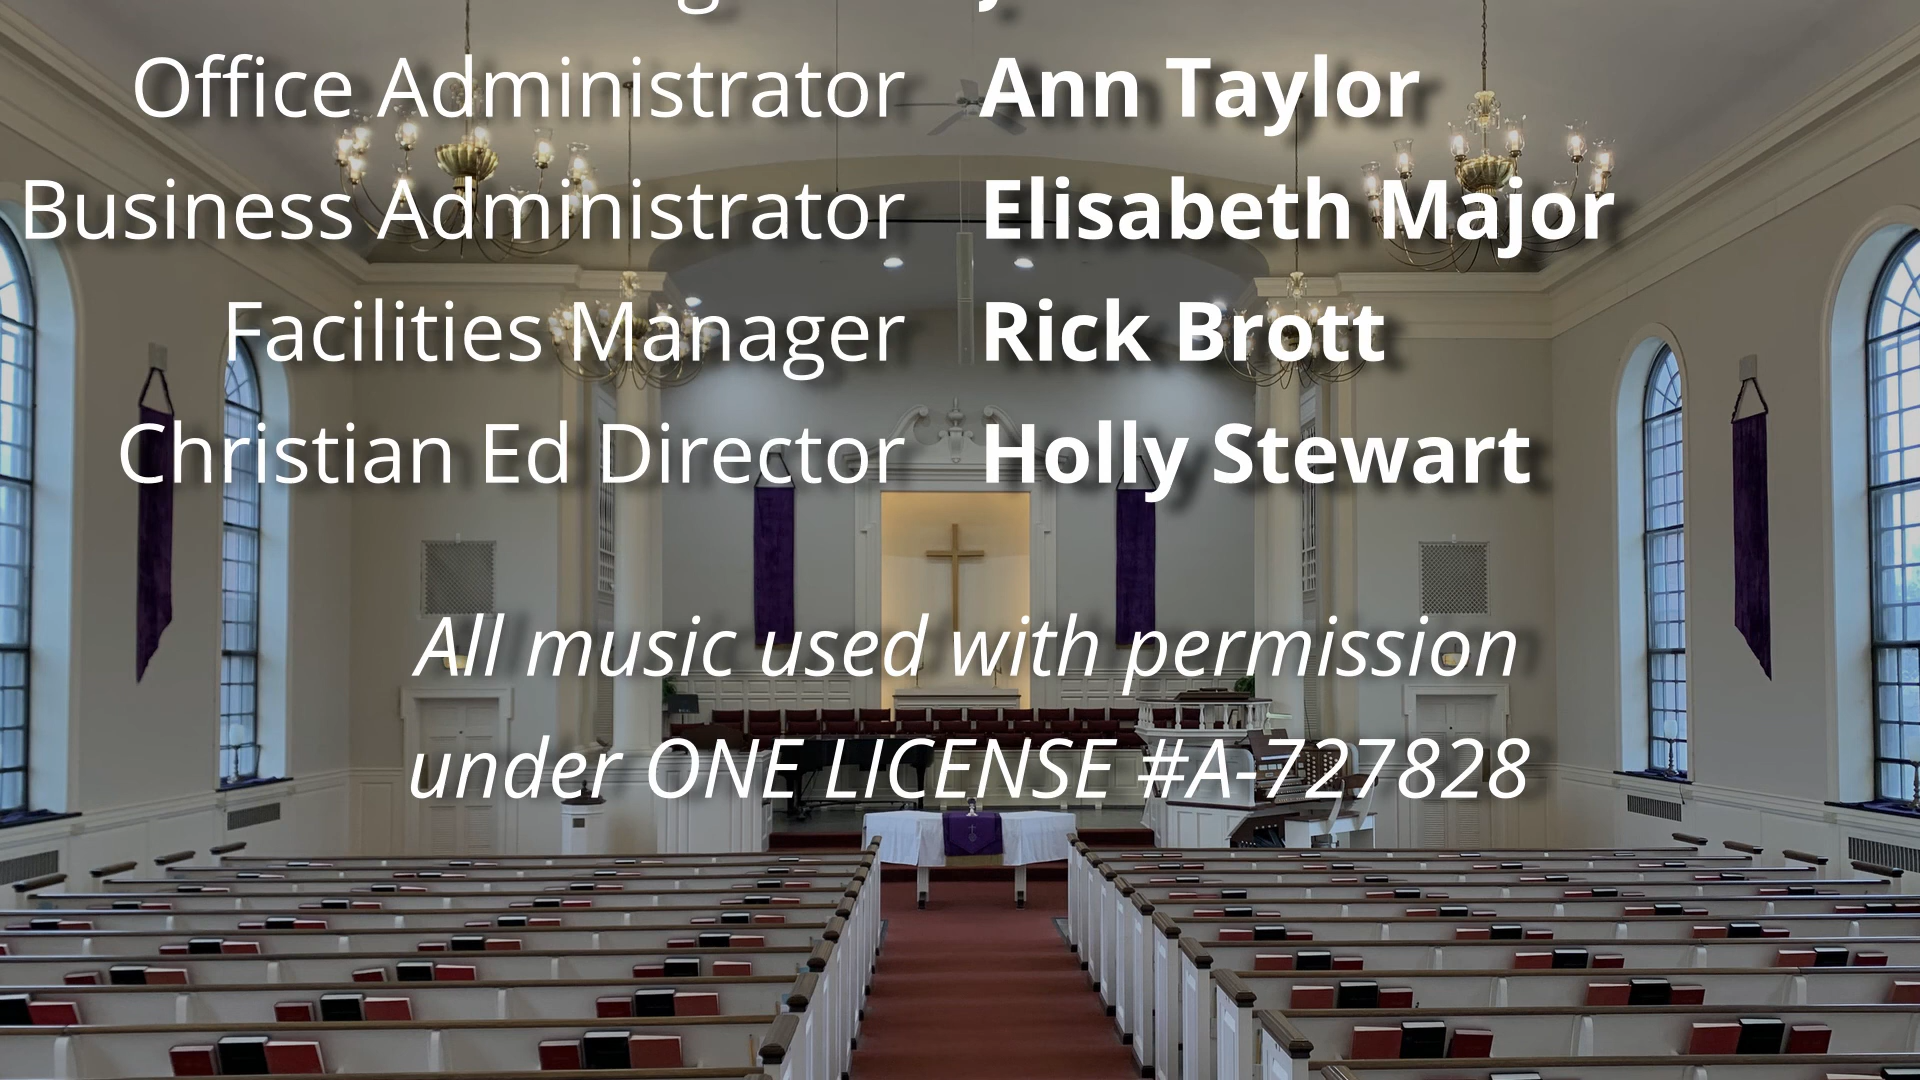 Office Administrator Ann Taylor
Business Administrator Elisabeth Major
Facilities Manager Rick Brott
Christian Ed Director Holly Stewart
All music used with permission
under ONE LICENSE #A-727828